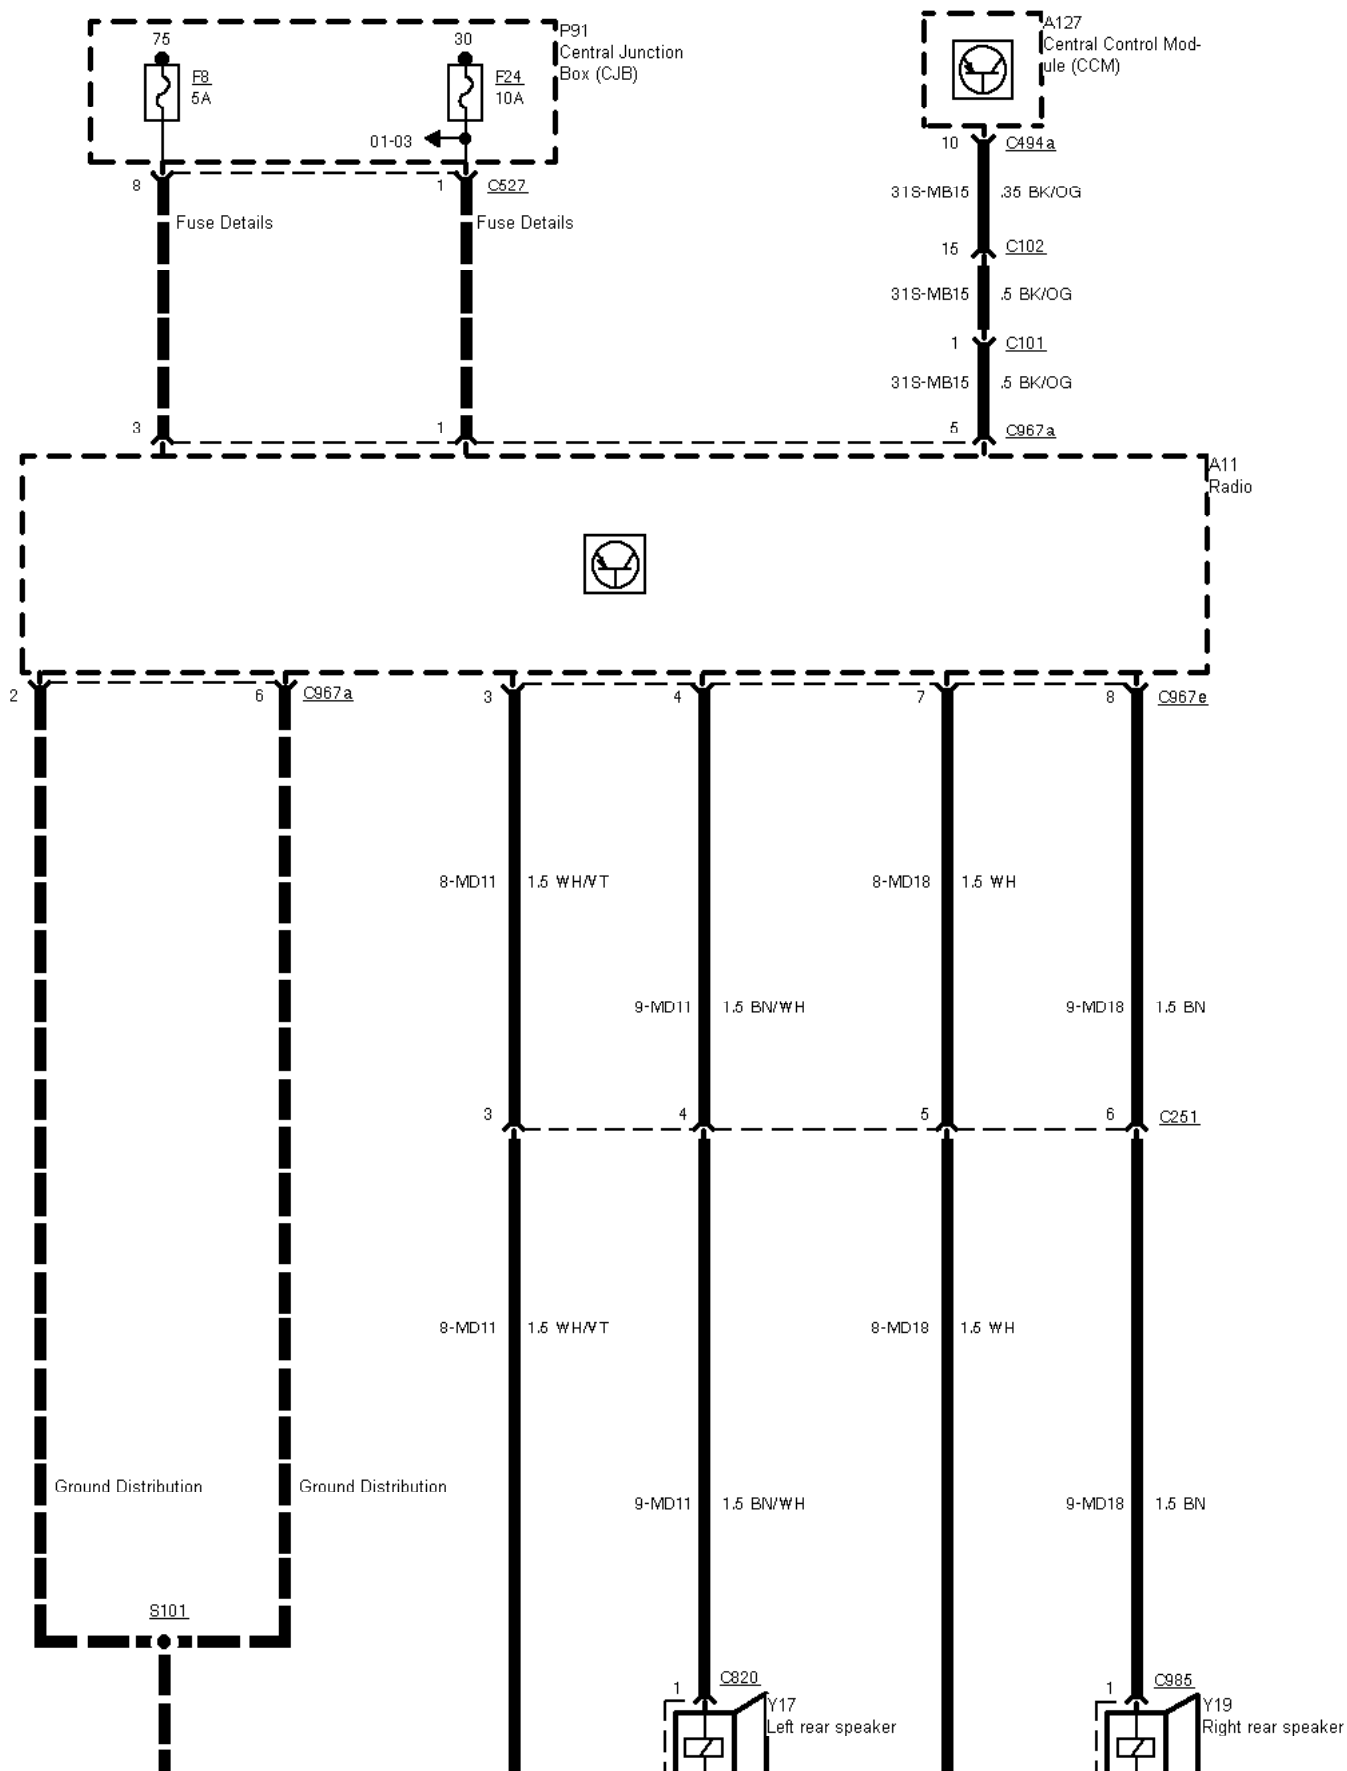 P91
Central Junction
Box (CJB)
75
30
F8
5A
F24
10A
01-03
A127
Central Control Mod-
ule (CCM)
10
C494a
8
1
C527
31S-MB15
.35 BK/OG
Fuse Details
Fuse Details
15
C102
31S-MB15
.5 BK/OG
1
C101
31S-MB15
.5 BK/OG
3
1
5
C967a
A11
Radio
2
6
C967a
3
4
7
8
C967e
8-MD11
1.5 WH/VT
8-MD18
1.5 WH
9-MD11
1.5 BN/WH
9-MD18
1.5 BN
3
4
5
6
C251
8-MD11
1.5 WH/VT
8-MD18
1.5 WH
Ground Distribution
Ground Distribution
9-MD11
1.5 BN/WH
9-MD18
1.5 BN
S101
1
C820
Y17
Left rear speaker
1
C985
Y19
Right rear speaker